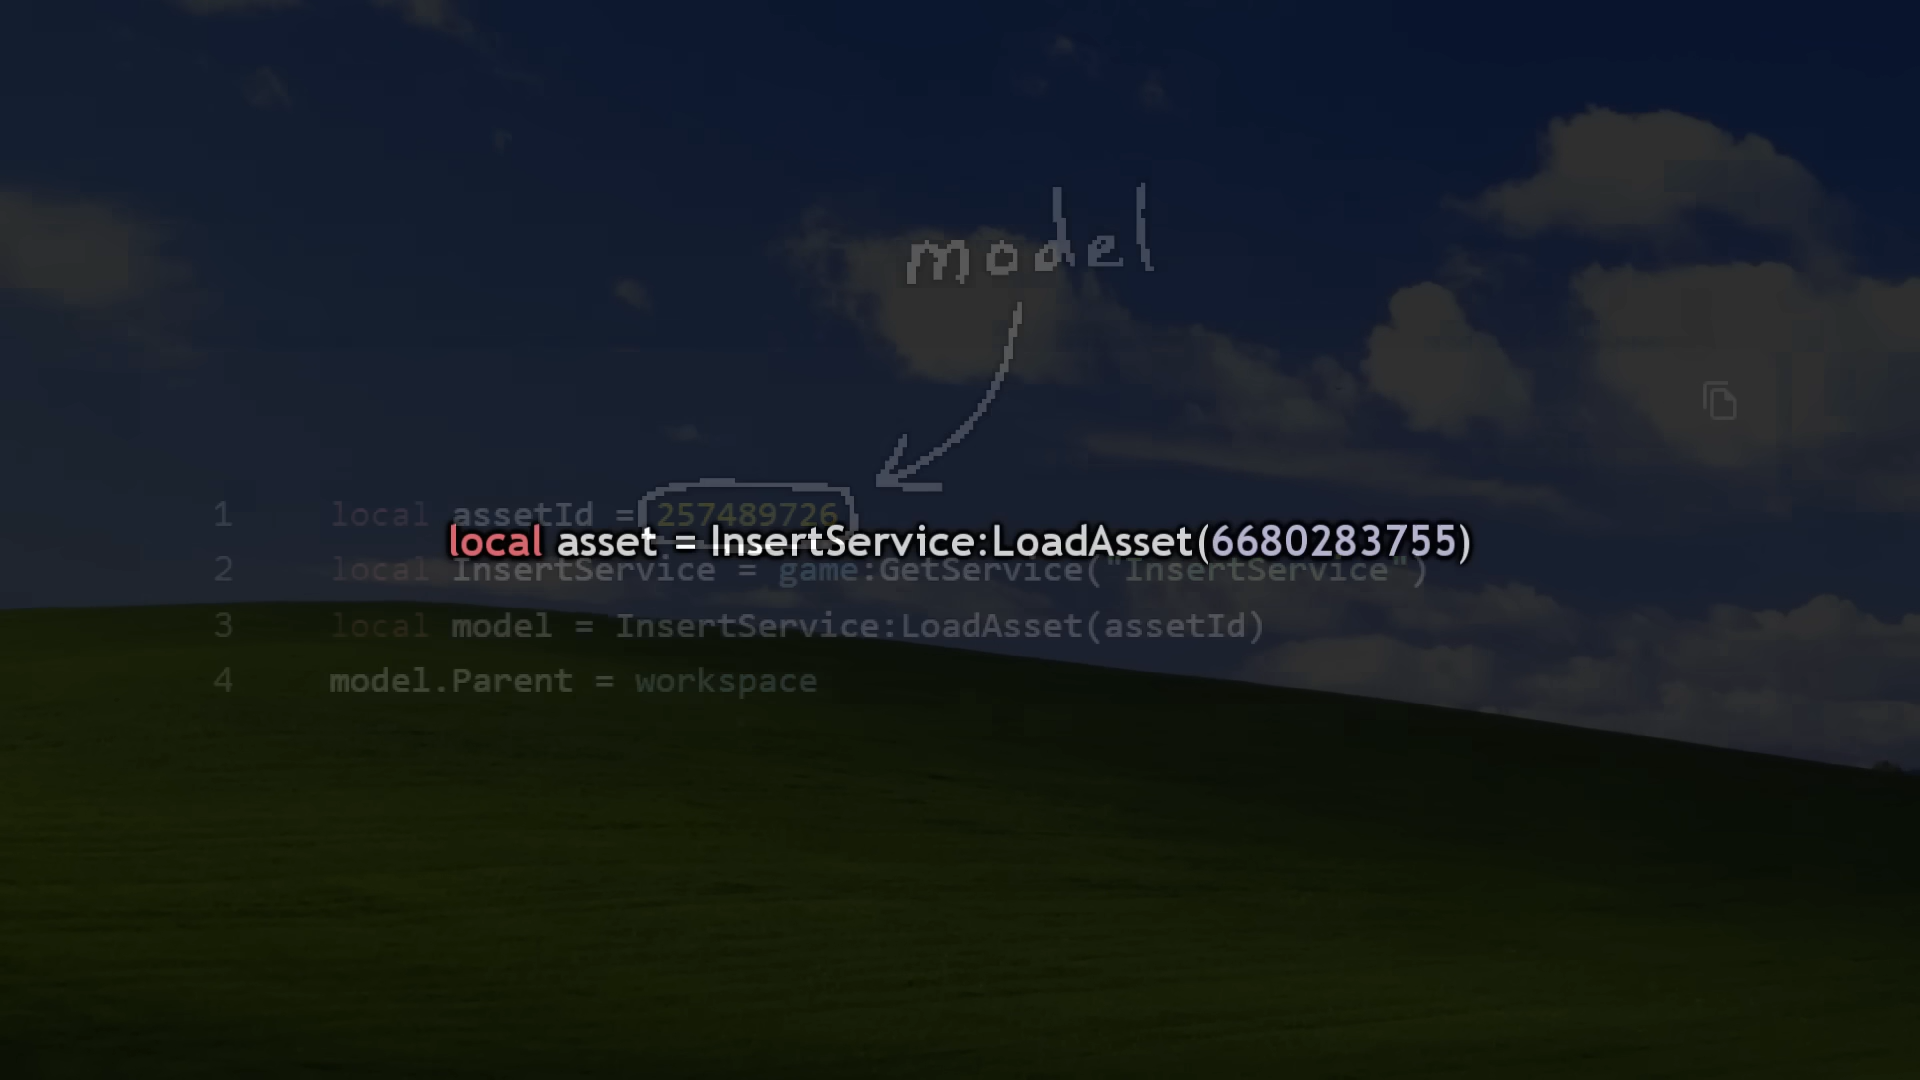 model
1 local assetId = 257489726
local asset = InsertService:LoadAsset(6680283755)
2 local InsertService = game:GetService("InsertService")
3 local model = InsertService:LoadAsset(assetId)
4 model.Parent = workspace